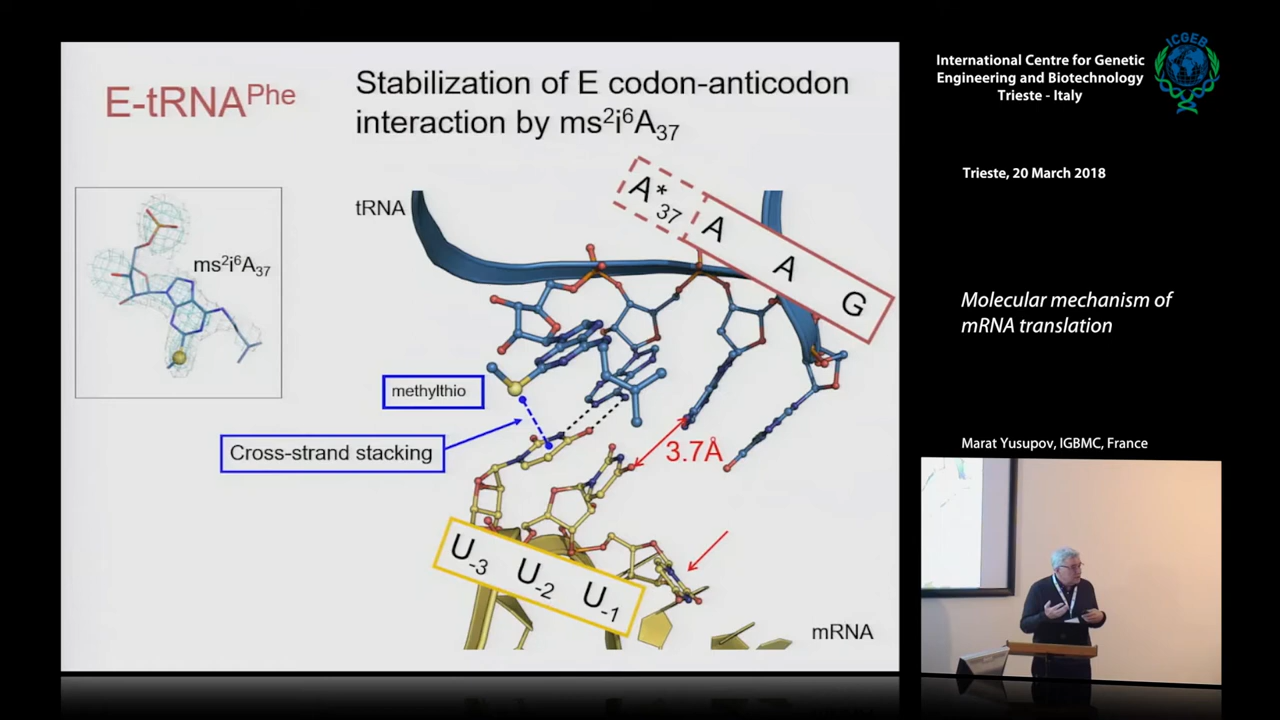 E-tRNAᴾʰᵉ
Stabilization of E codon-anticodon
interaction by ms²i⁶A₃₇
ms²i⁶A₃₇
tRNA
A*₃₇ A A G
methylthio
Cross-strand stacking
3.7Å
U₋₃ U₋₂ U₋₁
mRNA
International Centre for Genetic
Engineering and Biotechnology
Trieste - Italy
ICGEB
Trieste, 20 March 2018
Molecular mechanism of
mRNA translation
Marat Yusupov, IGBMC, France